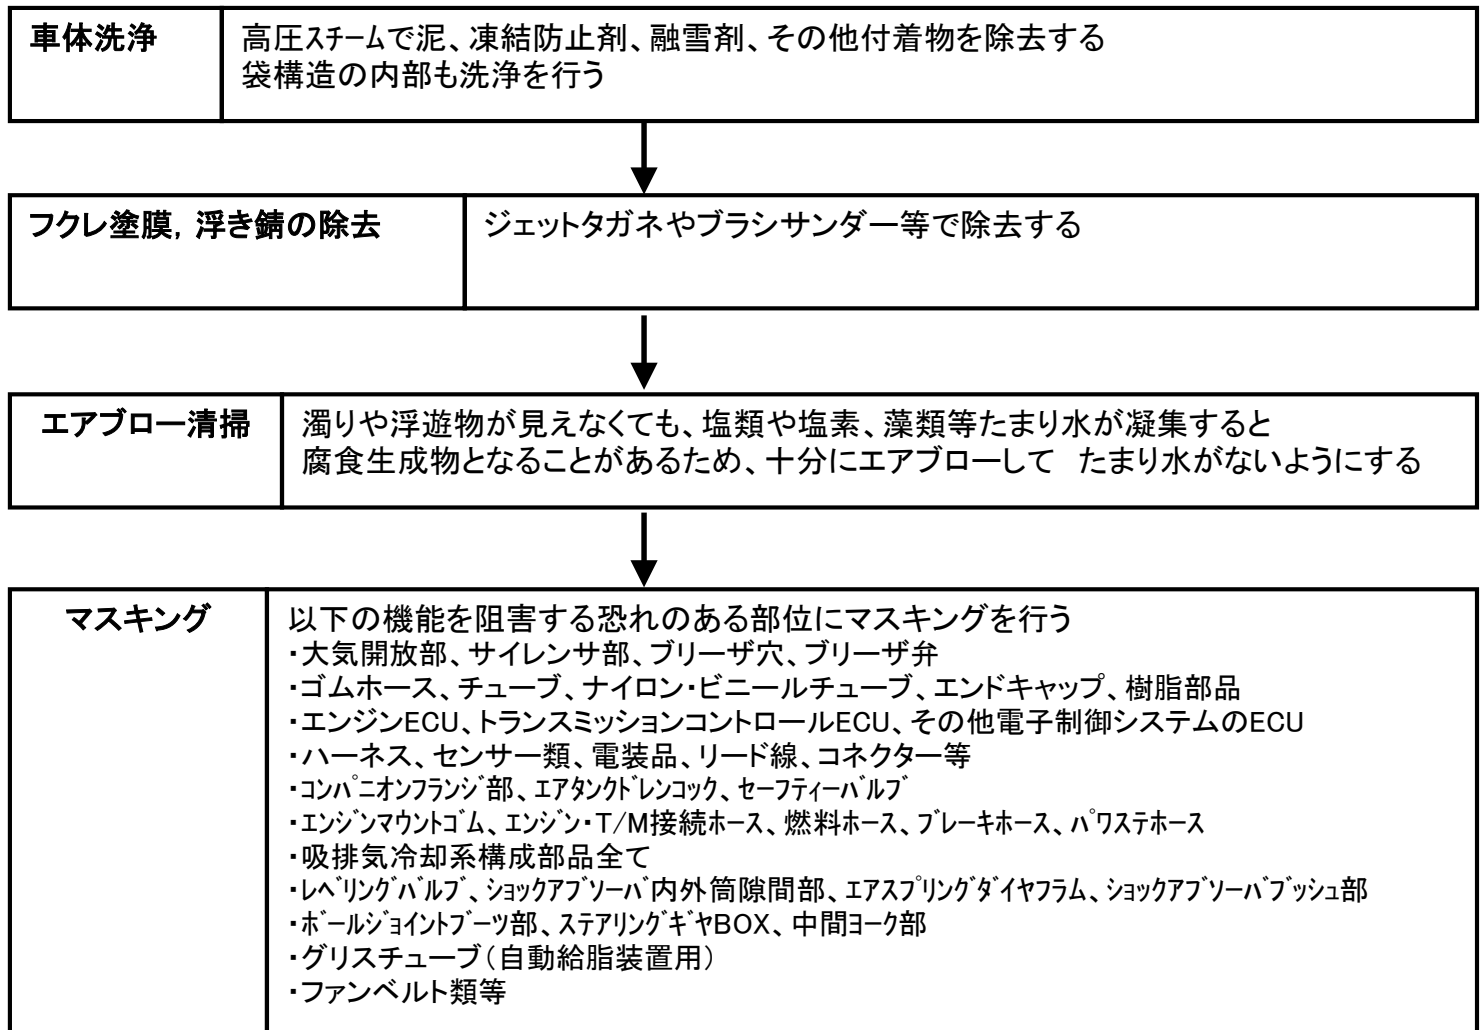 車体洗浄
高圧ｽﾁｰﾑで泥、凍結防止剤、融雪剤、その他付着物を除去する
袋構造の内部も洗浄を行う
フクレ塗膜，浮き錆の除去
ジェットタガネやブラシサンダー等で除去する
エアブロー清掃
濁りや浮遊物が見えなくても、塩類や塩素、藻類等たまり水が凝集すると
腐食生成物となることがあるため、十分にエアブローして　たまり水がないようにする
マスキング
以下の機能を阻害する恐れのある部位にマスキングを行う
・大気開放部、サイレンサ部、ブリーザ穴、ブリーザ弁
・ゴムホース、チューブ、ナイロン・ビニールチューブ、エンドキャップ、樹脂部品
・エンジンECU、トランスミッションコントロールECU、その他電子制御システムのECU
・ハーネス、センサー類、電装品、リード線、コネクター等
・ｺﾝﾊﾟﾆｵﾝﾌﾗﾝｼﾞ部、ｴｱﾀﾝｸﾄﾞﾚﾝｺｯｸ、ｾｰﾌﾃｨｰﾊﾞﾙﾌﾞ
・ｴﾝｼﾞﾝﾏｳﾝﾄｺﾞﾑ、ｴﾝｼﾞﾝ・T/M接続ﾎｰｽ、燃料ﾎｰｽ、ﾌﾞﾚｰｷﾎｰｽ、ﾊﾟﾜｽﾃﾎｰｽ
・吸排気冷却系構成部品全て
・ﾚﾍﾞﾘﾝｸﾞﾊﾞﾙﾌﾞ、ｼｮｯｸｱﾌﾞｿｰﾊﾞ内外筒隙間部、ｴｱｽﾌﾟﾘﾝｸﾞﾀﾞｲﾔﾌﾗﾑ、ｼｮｯｸｱﾌﾞｿｰﾊﾞﾌﾞｯｼｭ部
・ﾎﾞｰﾙｼﾞｮｲﾝﾄﾌﾞｰﾂ部、ｽﾃｱﾘﾝｸﾞｷﾞﾔBOX、中間ﾖｰｸ部
・グリスチューブ（自動給脂装置用）
・ファンベルト類等